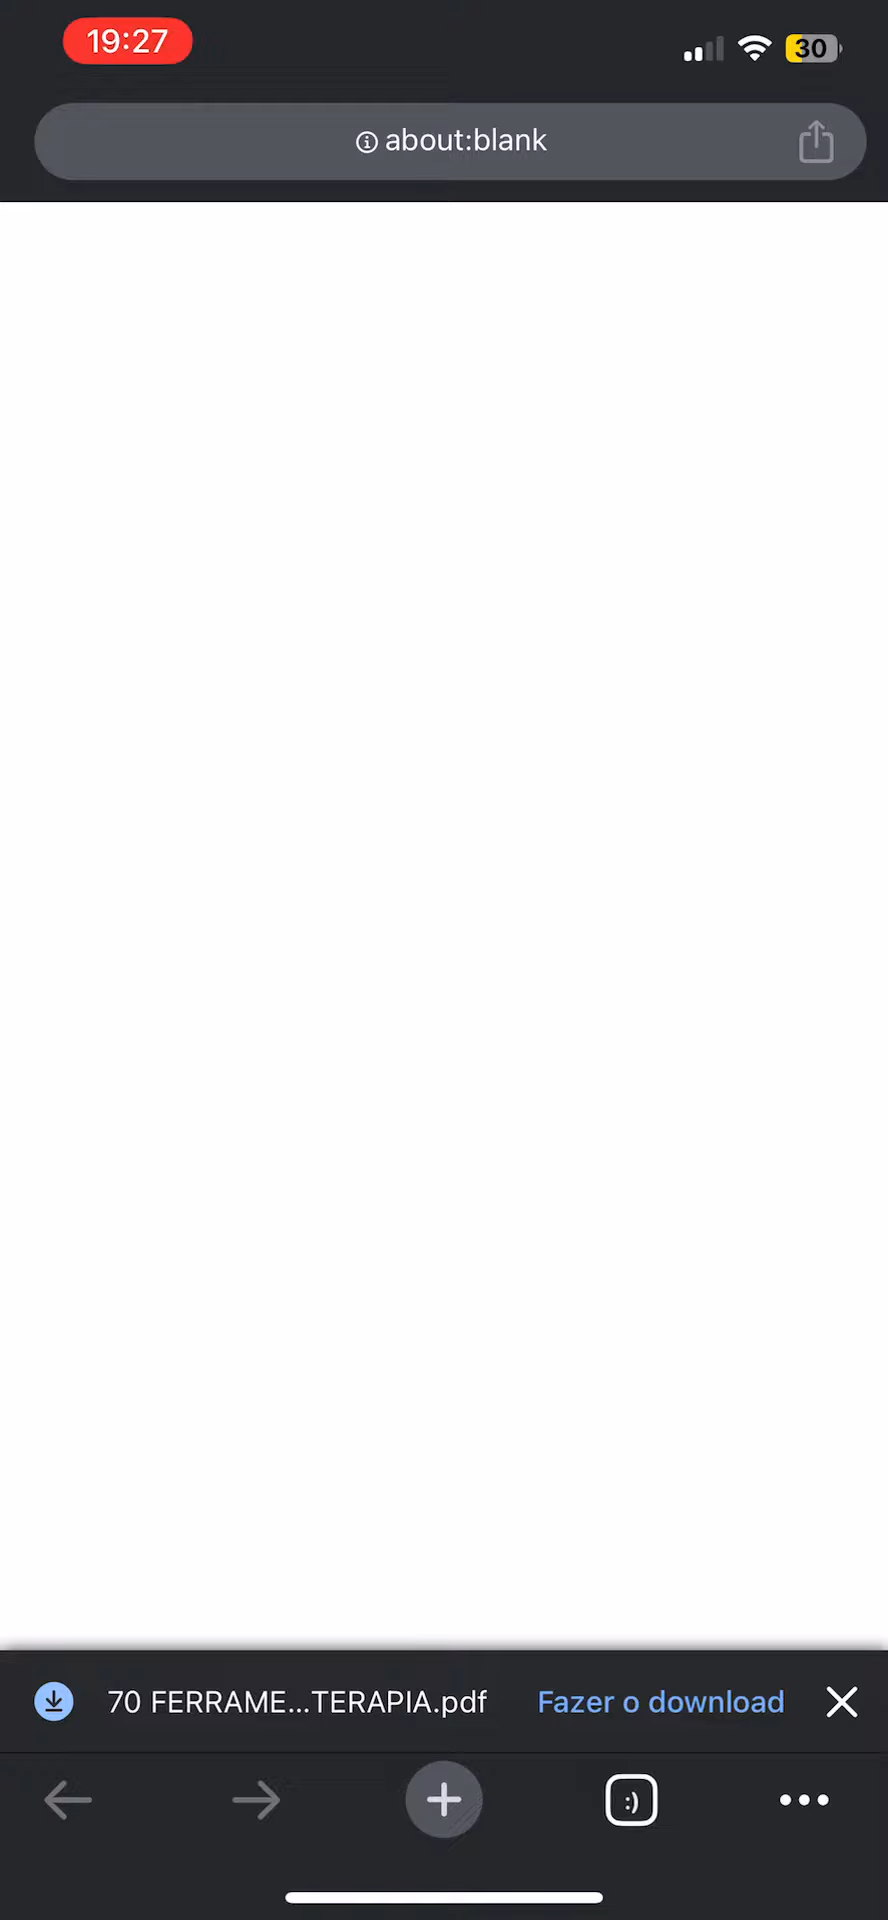 19:27
30
about:blank
70 FERRAME...TERAPIA.pdf
Fazer o download
:)